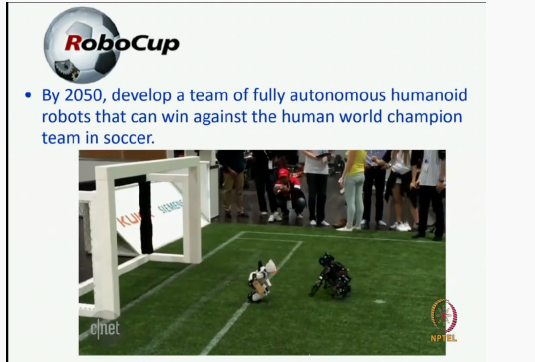 RoboCup
• By 2050, develop a team of fully autonomous humanoid
robots that can win against the human world champion
team in soccer.
KUKA SIEMENS
c|net
NPTEL